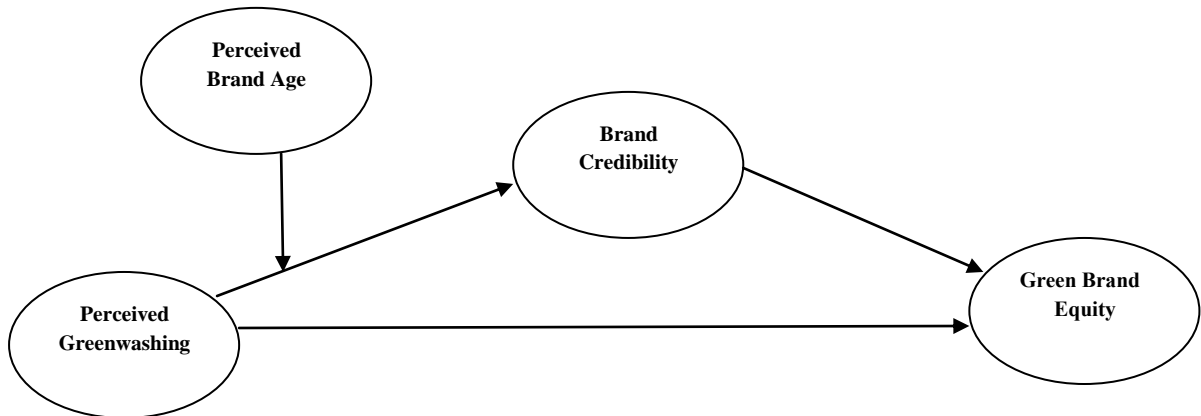 Perceived
Brand Age
Brand
Credibility
Green Brand
Equity
Perceived
Greenwashing